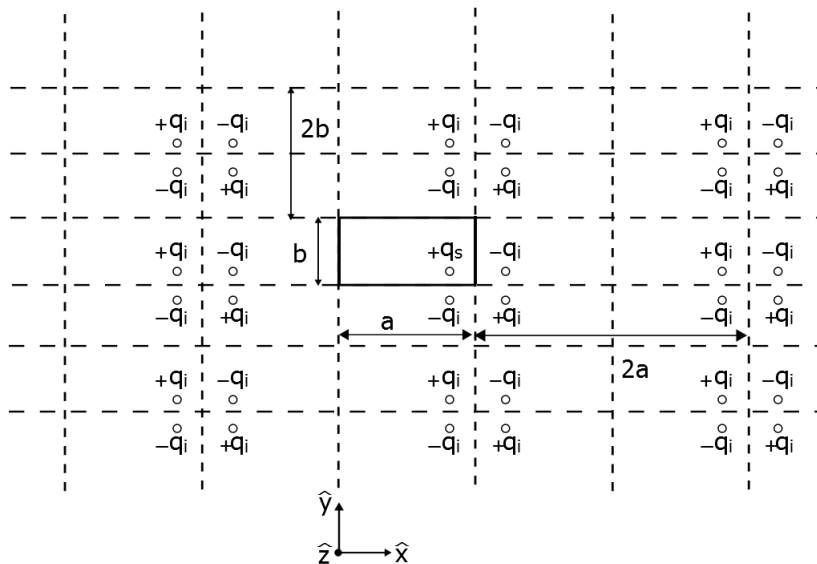 +qi −qi +qi −qi +qi −qi
2b
−qi +qi −qi +qi −qi +qi
+qi −qi +qs −qi +qi −qi
b
−qi +qi −qi +qi −qi +qi
a
2a
+qi −qi +qi −qi +qi −qi
−qi +qi −qi +qi −qi +qi
ŷ
ẑ x̂